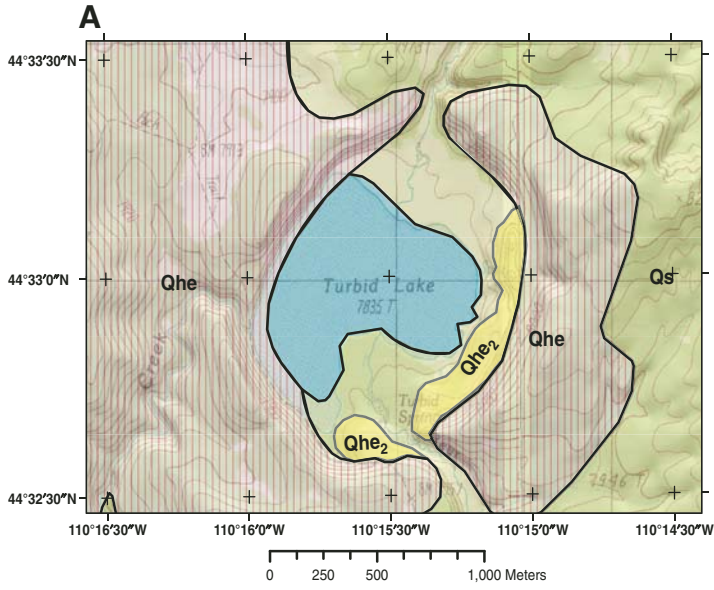 A
44°33′30″N
44°33′0″N
Turbid Lake
7835 T
Qhe
Qs
Qhe
Qhe₂
Creek
Turbid
Qhe₂
44°32′30″N
110°16′30″W 110°16′0″W 110°15′30″W 110°15′0″W 110°14′30″W
0 250 500 1,000 Meters